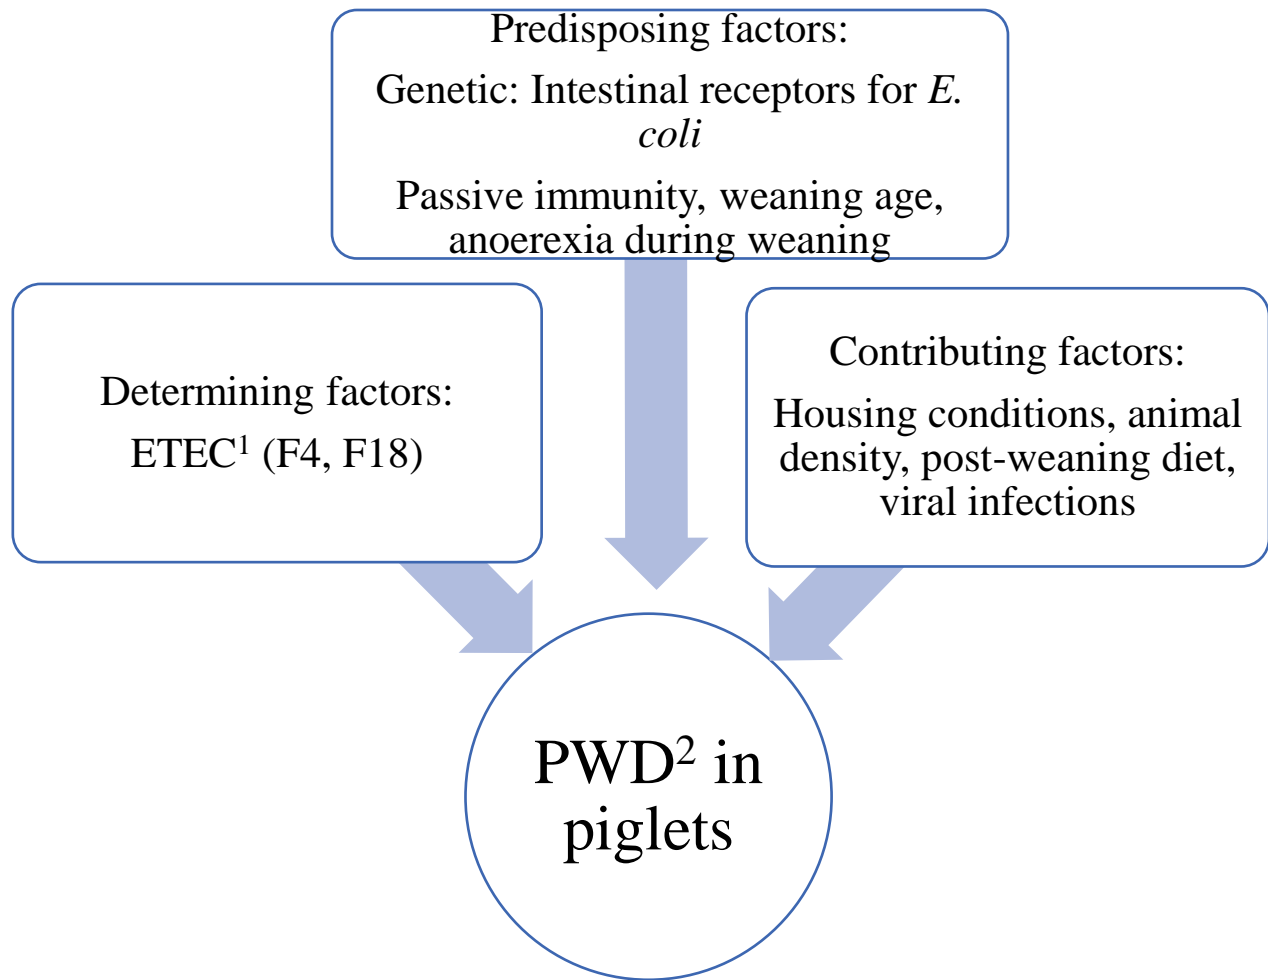 Predisposing factors:
Genetic: Intestinal receptors for E.
coli
Passive immunity, weaning age,
anoerexia during weaning
Determining factors:
ETEC¹ (F4, F18)
Contributing factors:
Housing conditions, animal
density, post-weaning diet,
viral infections
PWD² in
piglets